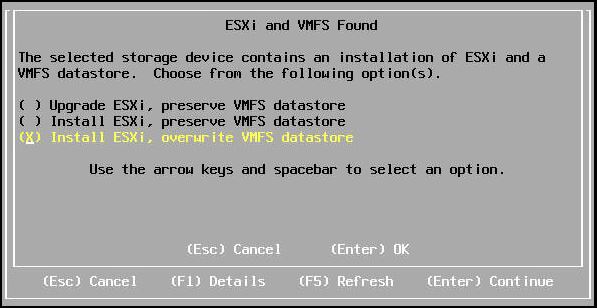 ESXi and VMFS Found
The selected storage device contains an installation of ESXi and a
VMFS datastore.  Choose from the following option(s).
( ) Upgrade ESXi, preserve VMFS datastore
( ) Install ESXi, preserve VMFS datastore
(X) Install ESXi, overwrite VMFS datastore
Use the arrow keys and spacebar to select an option.
(Esc) Cancel      (Enter) OK
(Esc) Cancel    (F1) Details    (F5) Refresh    (Enter) Continue